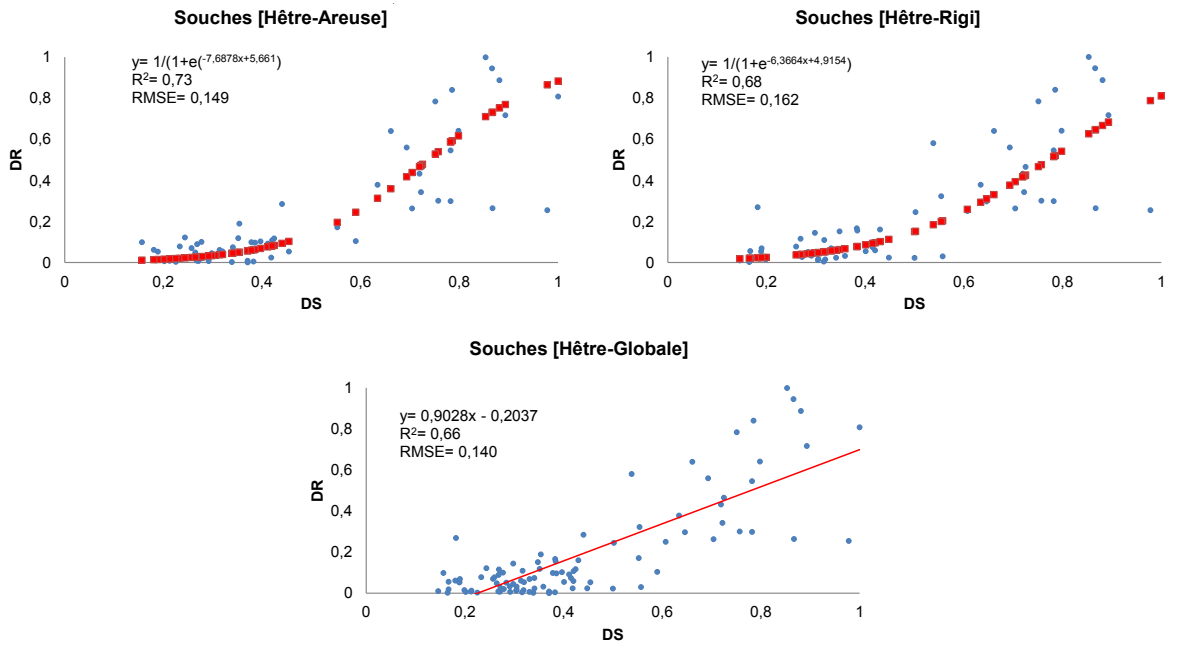 Souches [Hêtre-Areuse]
y= 1/(1+e(-7,6878x+5,661)
R2= 0,73
RMSE= 0,149
1
0,8
0,6
0,4
0,2
0
DR
0
0,2
0,4
0,6
0,8
1
DS
Souches [Hêtre-Rigi]
y= 1/(1+e-6,3664x+4,9154)
R2= 0,68
RMSE= 0,162
1
0,8
0,6
0,4
0,2
0
DR
0
0,2
0,4
0,6
0,8
1
DS
Souches [Hêtre-Globale]
y= 0,9028x - 0,2037
R2= 0,66
RMSE= 0,140
1
0,8
0,6
0,4
0,2
0
DR
0
0,2
0,4
0,6
0,8
1
DS